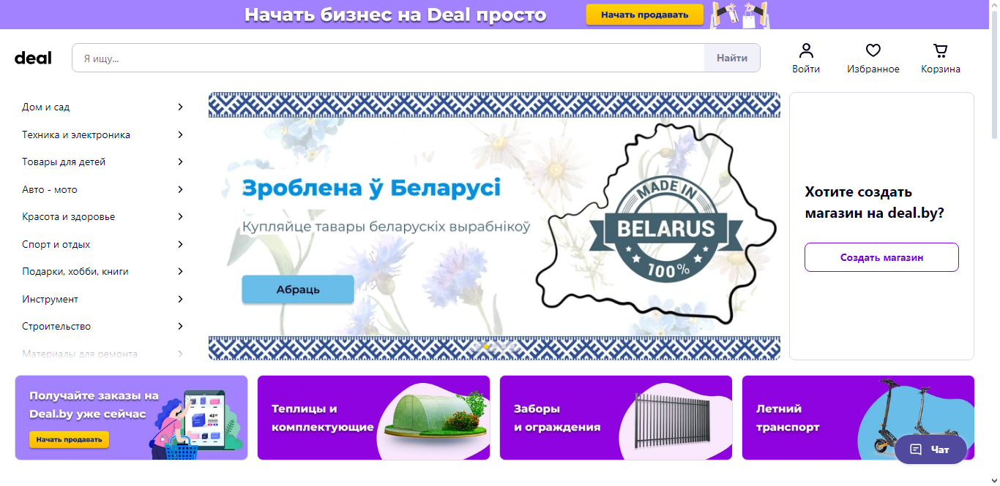 Начать бизнес на Deal просто
Начать продавать
deal
Я ищу...
Найти
Войти
Избранное
Корзина
Дом и сад
Техника и электроника
Товары для детей
Авто - мото
Красота и здоровье
Спорт и отдых
Подарки, хобби, книги
Инструмент
Строительство
Материалы для ремонта
Зроблена ў Беларусі
Купляйце тавары беларускіх вырабнікоў
Абраць
MADE IN
BELARUS
100%
Хотите создать
магазин на deal.by?
Создать магазин
Получайте заказы на
Deal.by уже сейчас
Начать продавать
Теплицы и
комплектующие
Заборы
и ограждения
Летний
транспорт
Чат